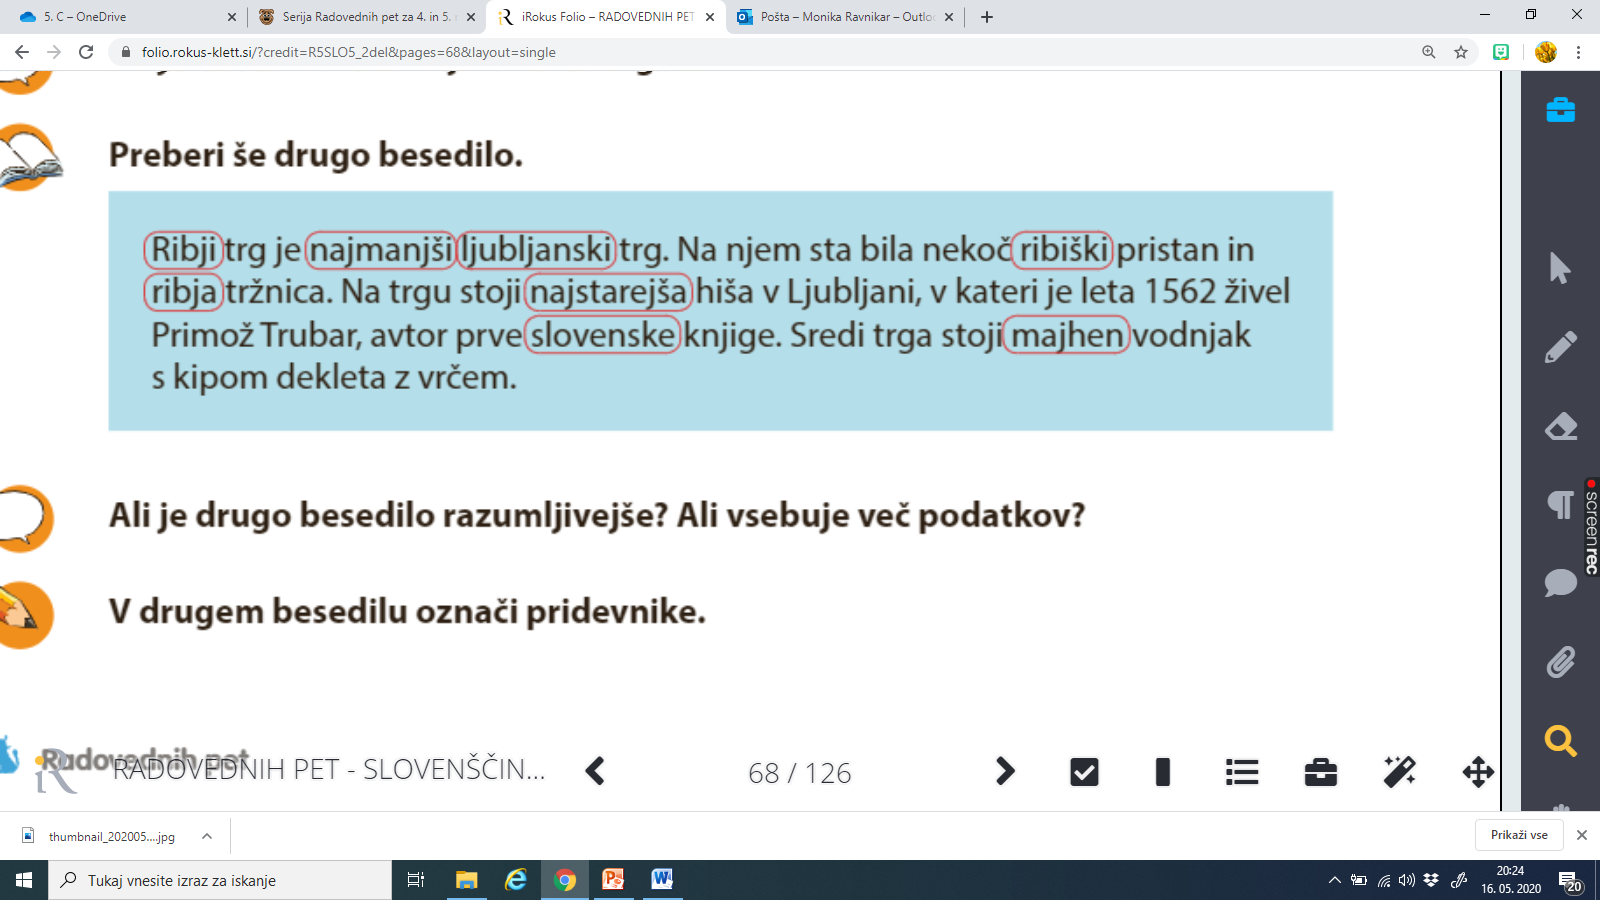 5. C – OneDrive
Serija Radovednih pet za 4. in 5.
iRokus Folio – RADOVEDNIH PET
Pošta – Monika Ravnikar – Outlo
folio.rokus-klett.si/?credit=R5SLO5_2del&pages=68&layout=single
Preberi še drugo besedilo.
Ribji trg je najmanjši ljubljanski trg. Na njem sta bila nekoč ribiški pristan in
ribja tržnica. Na trgu stoji najstarejša hiša v Ljubljani, v kateri je leta 1562 živel
Primož Trubar, avtor prve slovenske knjige. Sredi trga stoji majhen vodnjak
s kipom dekleta z vrčem.
Ali je drugo besedilo razumljivejše? Ali vsebuje več podatkov?
V drugem besedilu označi pridevnike.
screenrec
Radovednih pet
iR
RADOVEDNIH PET - SLOVENŠČIN...
68 / 126
thumbnail_202005....jpg
Prikaži vse
Tukaj vnesite izraz za iskanje
20:24
16. 05. 2020
20